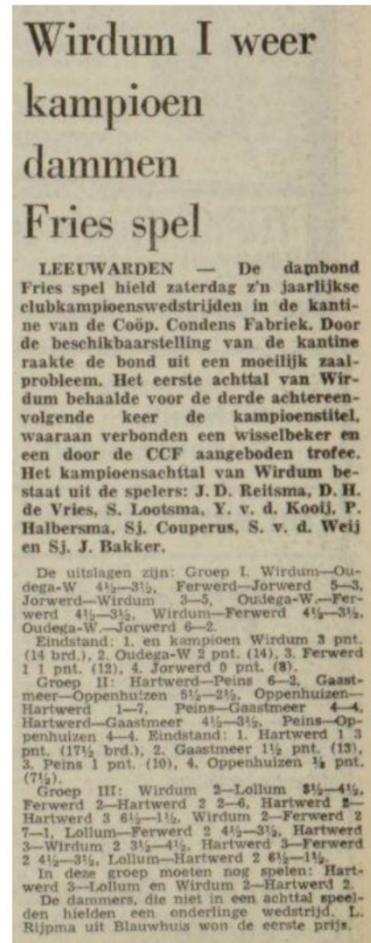 Wirdum I weer
kampioen
dammen
Fries spel
LEEUWARDEN — De dambond
Fries spel hield zaterdag z'n jaarlijkse
clubkampioenswedstrijden in de kanti-
ne van de Coöp. Condens Fabriek. Door
de beschikbaarstelling van de kantine
raakte de bond uit een moeilijk zaal-
probleem. Het eerste achttal van Wir-
dum behaalde voor de derde achtereen-
volgende keer de kampioenstitel,
waaraan verbonden een wisselbeker en
een door de CCF aangeboden trofee.
Het kampioensachttal van Wirdum be-
staat uit de spelers: J. D. Reitsma, D. H.
de Vries, S. Lootsma, Y. v. d. Kooij, P.
Halbersma, Sj. Couperus, S. v. d. Weij
en Sj. J. Bakker.
De uitslagen zijn: Groep I. Wirdum—Ou-
dega-W 4½—3½, Ferwerd—Jorwerd 5—3,
Jorwerd—Wirdum 3—5, Oudega-W.—Fer-
werd 4½—3½, Wirdum—Ferwerd 4½—3½,
Oudega-W.—Jorwerd 6—2.
Eindstand: 1. en kampioen Wirdum 3 pnt.
(14 brd.), 2. Oudega-W 2 pnt. (14), 3. Ferwerd
1 1 pnt. (12), 4. Jorwerd 0 pnt. (8).
Groep II: Hartwerd—Peins 6—2, Gaast-
meer—Oppenhuizen 5½—2½, Oppenhuizen—
Hartwerd 1—7, Peins—Gaastmeer 4—4,
Hartwerd—Gaastmeer 4½—3½, Peins—Op-
penhuizen 4—4. Eindstand: 1. Hartwerd 1 3
pnt. (17½ brd.), 2. Gaastmeer 1½ pnt. (13),
3. Peins 1 pnt. (10), 4. Oppenhuizen ½ pnt.
(7½).
Groep III: Wirdum 2—Lollum 3½—4½,
Ferwerd 2—Hartwerd 2 2—6, Hartwerd 2—
Hartwerd 3 6½—1½, Wirdum 2—Ferwerd 2
7—1, Lollum—Ferwerd 2 4½—3½, Hartwerd
3—Wirdum 2 3½—4½, Hartwerd 3—Ferwerd
2 4½—3½, Lollum—Hartwerd 2 6½—1½.
In deze groep moeten nog spelen: Hart-
werd 3—Lollum en Wirdum 2—Hartwerd 2.
De dammers, die niet in een achttal speel-
den hielden een onderlinge wedstrijd. L.
Rijpma uit Blauwhuis won de eerste prijs.